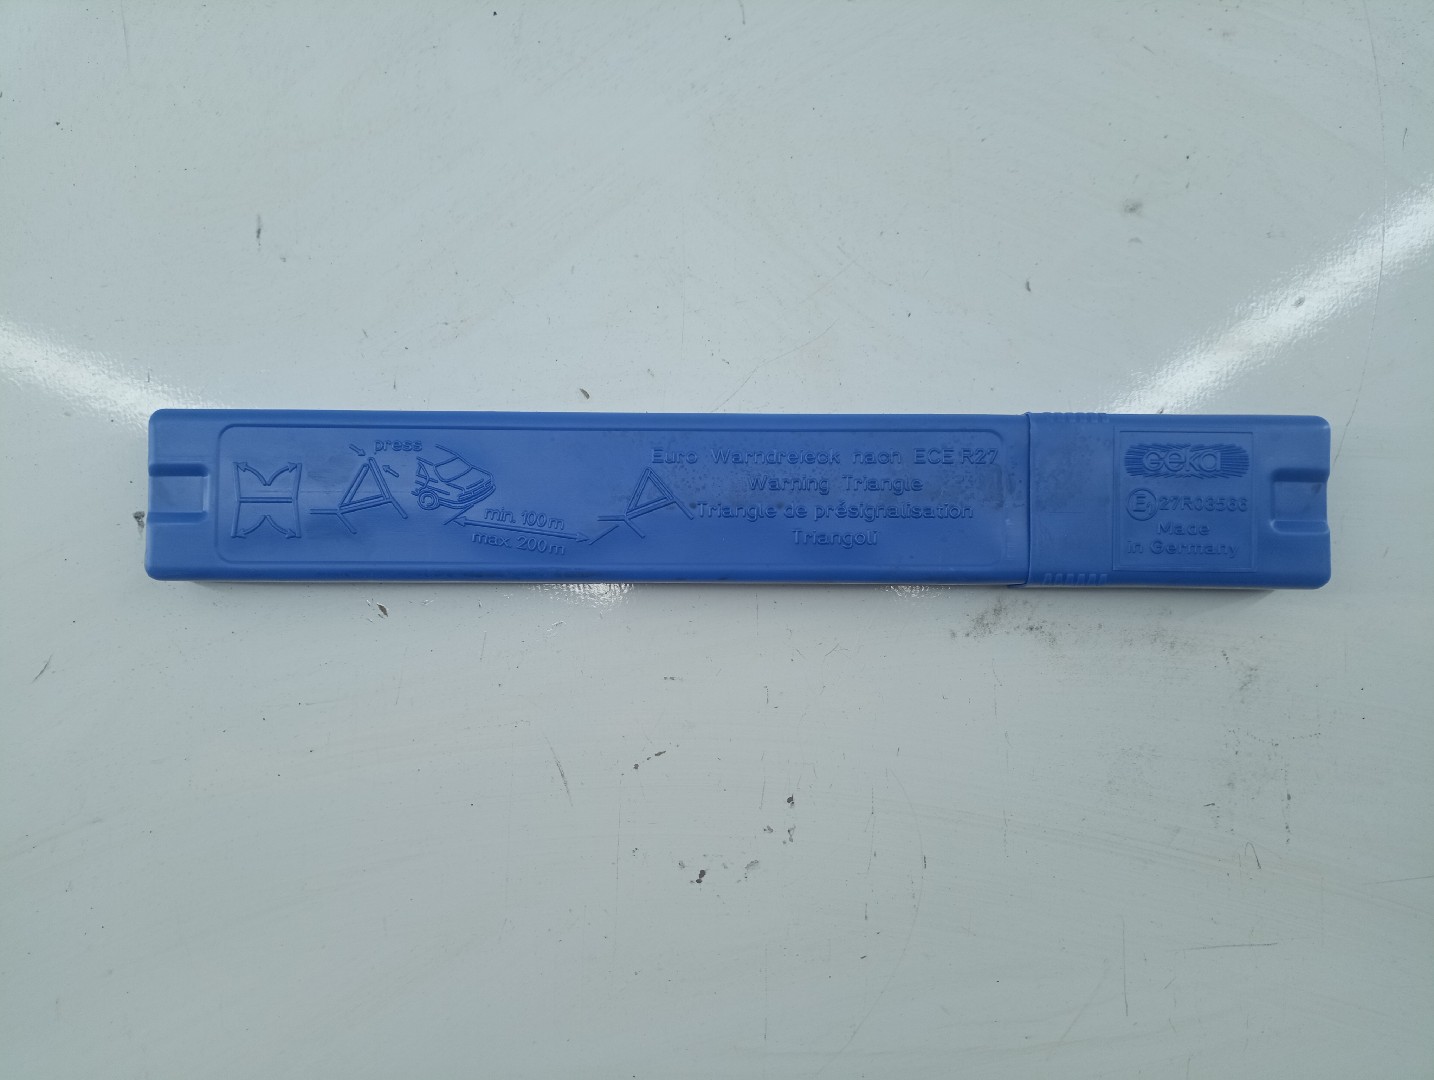 press
min. 100m
max. 200m
Euro Warndreieck nach ECE R27
Warning Triangle
Triangle de présignalisation
Triangoli
geka
E 27R03566
Made
in Germany